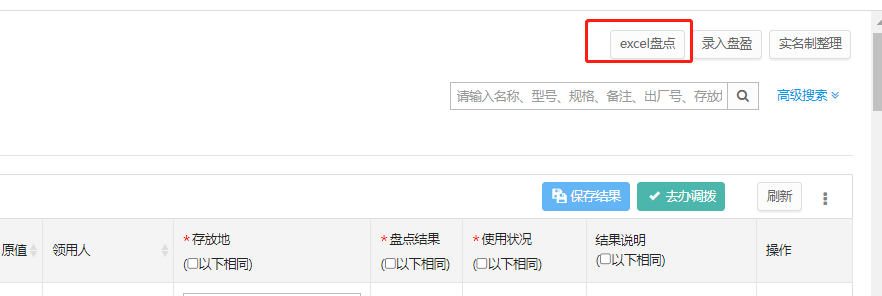 excel盘点 录入盘盈 实名制整理
请输入名称、型号、规格、备注、出厂号、存放地 高级搜索
保存结果 去办调拨 刷新
原值 领用人 *存放地 *盘点结果 *使用状况 结果说明 操作
(以下相同) (以下相同) (以下相同) (以下相同)